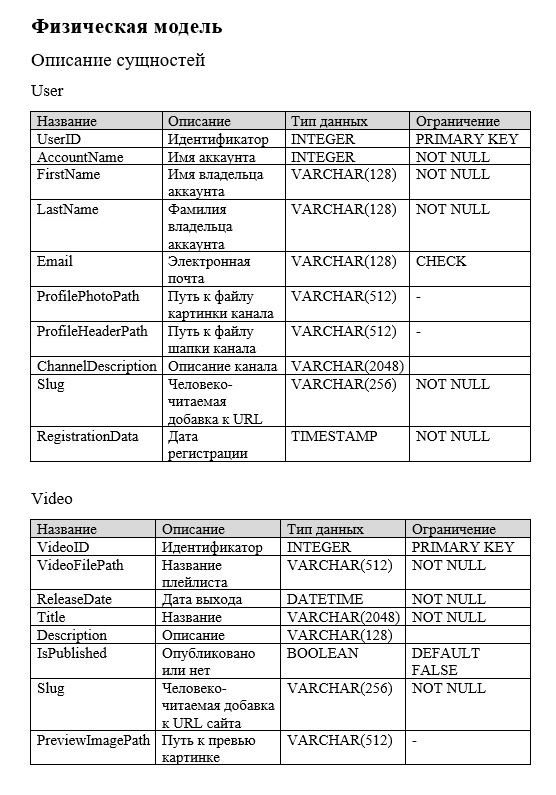 Физическая модель
Описание сущностей
User
Название Описание Тип данных Ограничение
UserID Идентификатор INTEGER PRIMARY KEY
AccountName Имя аккаунта INTEGER NOT NULL
FirstName Имя владельца VARCHAR(128) NOT NULL
аккаунта
LastName Фамилия VARCHAR(128) NOT NULL
владельца
аккаунта
Email Электронная VARCHAR(128) CHECK
почта
ProfilePhotoPath Путь к файлу VARCHAR(512) -
картинки канала
ProfileHeaderPath Путь к файлу VARCHAR(512) -
шапки канала
ChannelDescription Описание канала VARCHAR(2048)
Slug Человеко- VARCHAR(256) NOT NULL
читаемая
добавка к URL
RegistrationData Дата TIMESTAMP NOT NULL
регистрации
Video
Название Описание Тип данных Ограничение
VideoID Идентификатор INTEGER PRIMARY KEY
VideoFilePath Название VARCHAR(512) NOT NULL
плейлиста
ReleaseDate Дата выхода DATETIME NOT NULL
Title Название VARCHAR(2048) NOT NULL
Description Описание VARCHAR(128)
IsPublished Опубликовано BOOLEAN DEFAULT
или нет FALSE
Slug Человеко- VARCHAR(256) NOT NULL
читаемая добавка
к URL сайта
PreviewImagePath Путь к превью VARCHAR(512) -
картинке